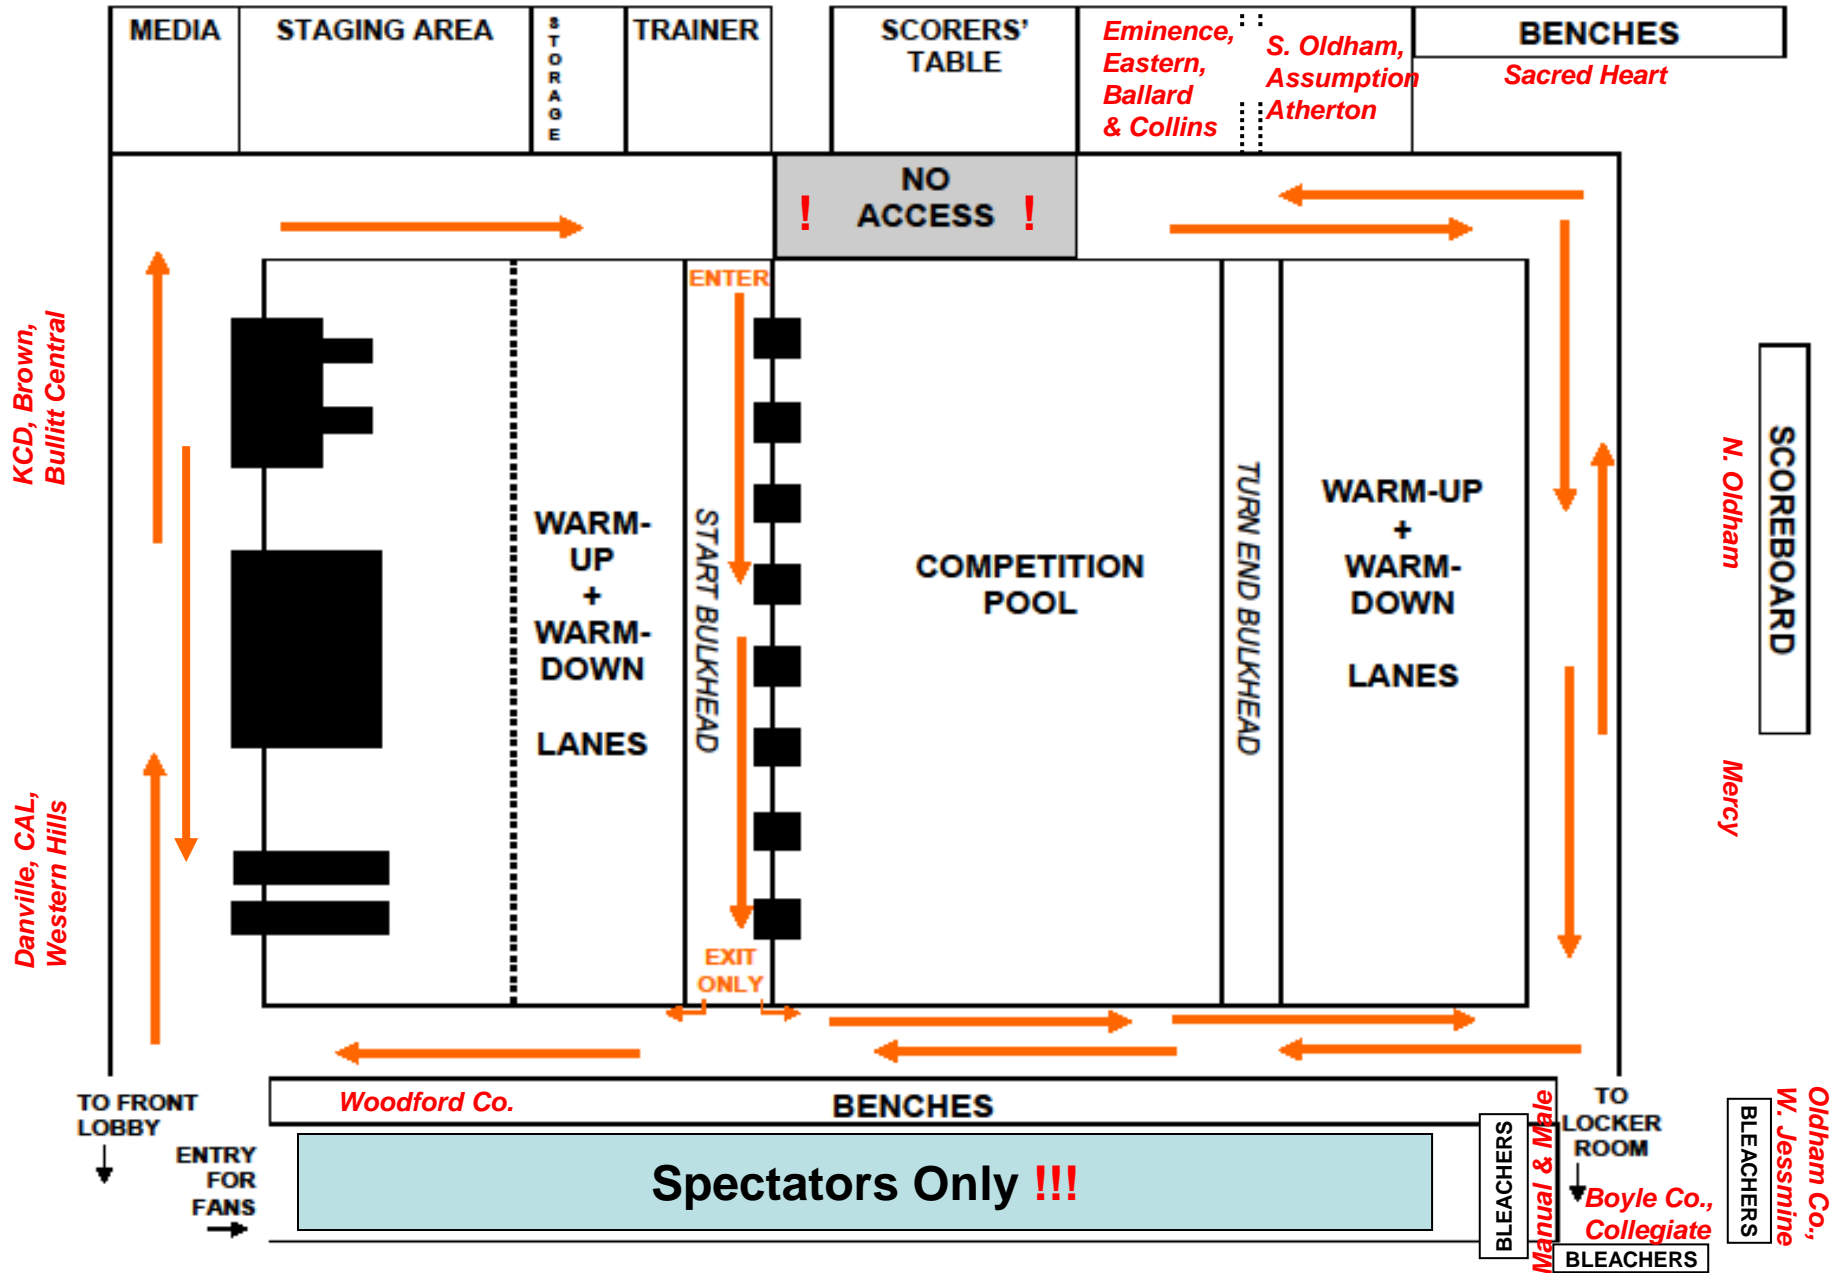 MEDIA
STAGING AREA
STORAGE
TRAINER
SCORERS'
TABLE
Eminence,
Eastern,
Ballard
& Collins
S. Oldham,
Assumption
Atherton
BENCHES
Sacred Heart
NO
ACCESS
! !
ENTER
KCD, Brown,
Bullitt Central
WARM-
UP
+
WARM-
DOWN
LANES
START BULKHEAD
COMPETITION
POOL
TURN END BULKHEAD
WARM-UP
+
WARM-
DOWN
LANES
N. Oldham
SCOREBOARD
Mercy
Danville, CAL,
Western Hills
EXIT
ONLY
TO FRONT
LOBBY
ENTRY
FOR
FANS
Woodford Co.
BENCHES
Spectators Only !!!
BLEACHERS
Manual & Male
TO
LOCKER
ROOM
Boyle Co.,
Collegiate
BLEACHERS
BLEACHERS
Oldham Co.,
W. Jessmine